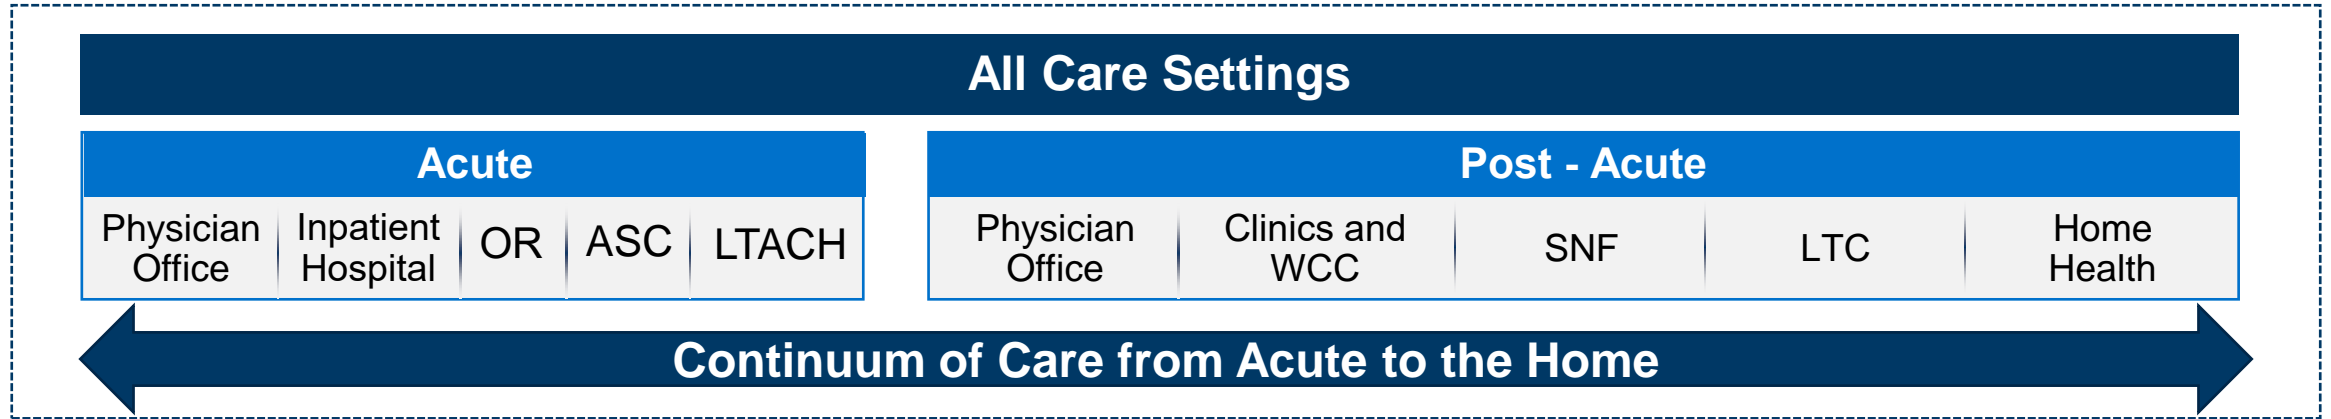 All Care Settings
Acute
Physician
Office
Inpatient
Hospital
OR
ASC
LTACH
Post - Acute
Physician
Office
Clinics and
WCC
SNF
LTC
Home
Health
Continuum of Care from Acute to the Home